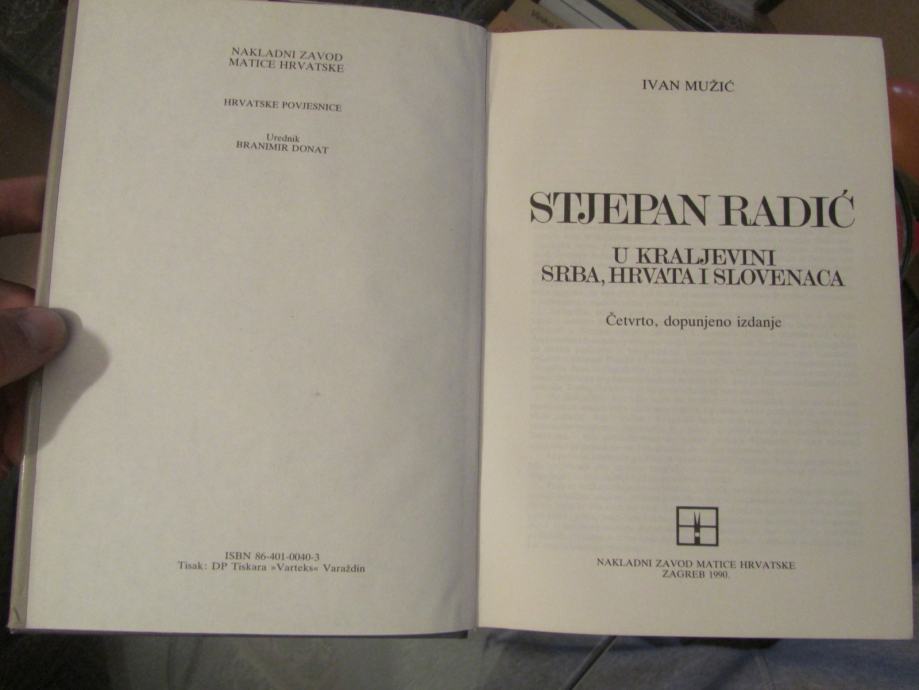 NAKLADNI ZAVOD
MATICE HRVATSKE
HRVATSKE POVJESNICE
Urednik
BRANIMIR DONAT
ISBN 86-401-0040-3
Tisak: DP Tiskara »Varteks« Varaždin
IVAN MUŽIĆ
STJEPAN RADIĆ
U KRALJEVINI
SRBA, HRVATA I SLOVENACA
Četvrto, dopunjeno izdanje
NAKLADNI ZAVOD MATICE HRVATSKE
ZAGREB 1990.